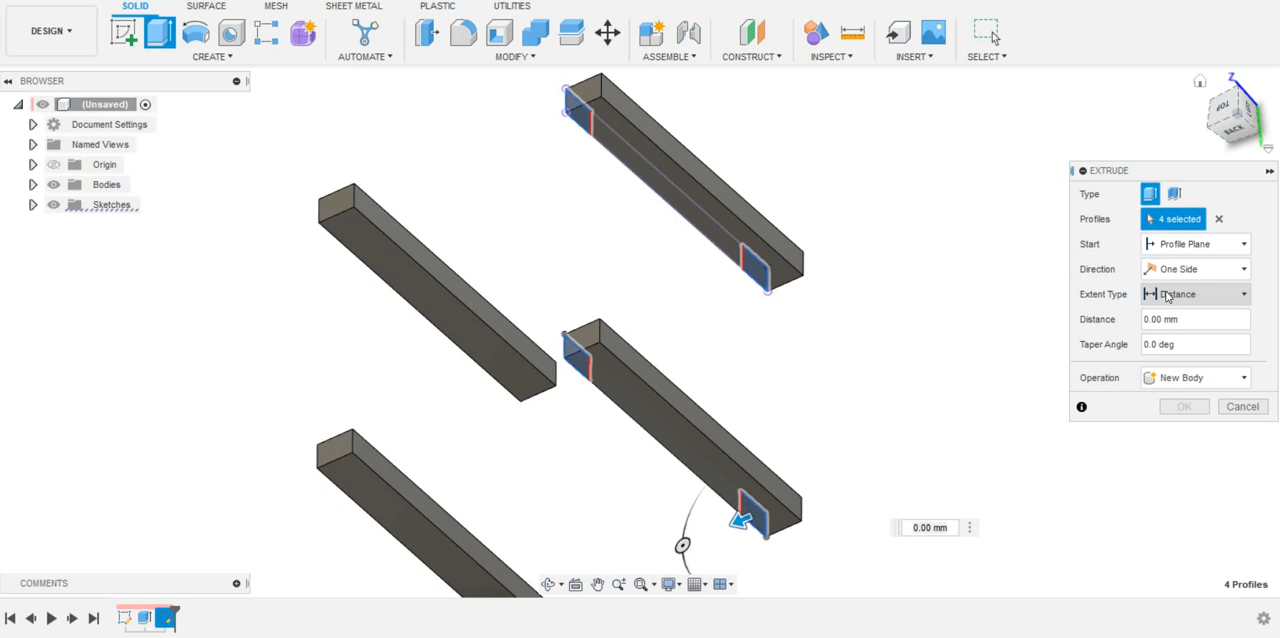 SOLID SURFACE MESH SHEET METAL PLASTIC UTILITIES
DESIGN
CREATE AUTOMATE MODIFY ASSEMBLE CONSTRUCT INSPECT INSERT SELECT
BROWSER
(Unsaved)
Document Settings
Named Views
Origin
Bodies
Sketches
Z
TOP
BACK
EXTRUDE
Type
Profiles 4 selected
Start Profile Plane
Direction One Side
Extent Type Distance
Distance 0.00 mm
Taper Angle 0.0 deg
Operation New Body
OK Cancel
0.00 mm
COMMENTS
4 Profiles